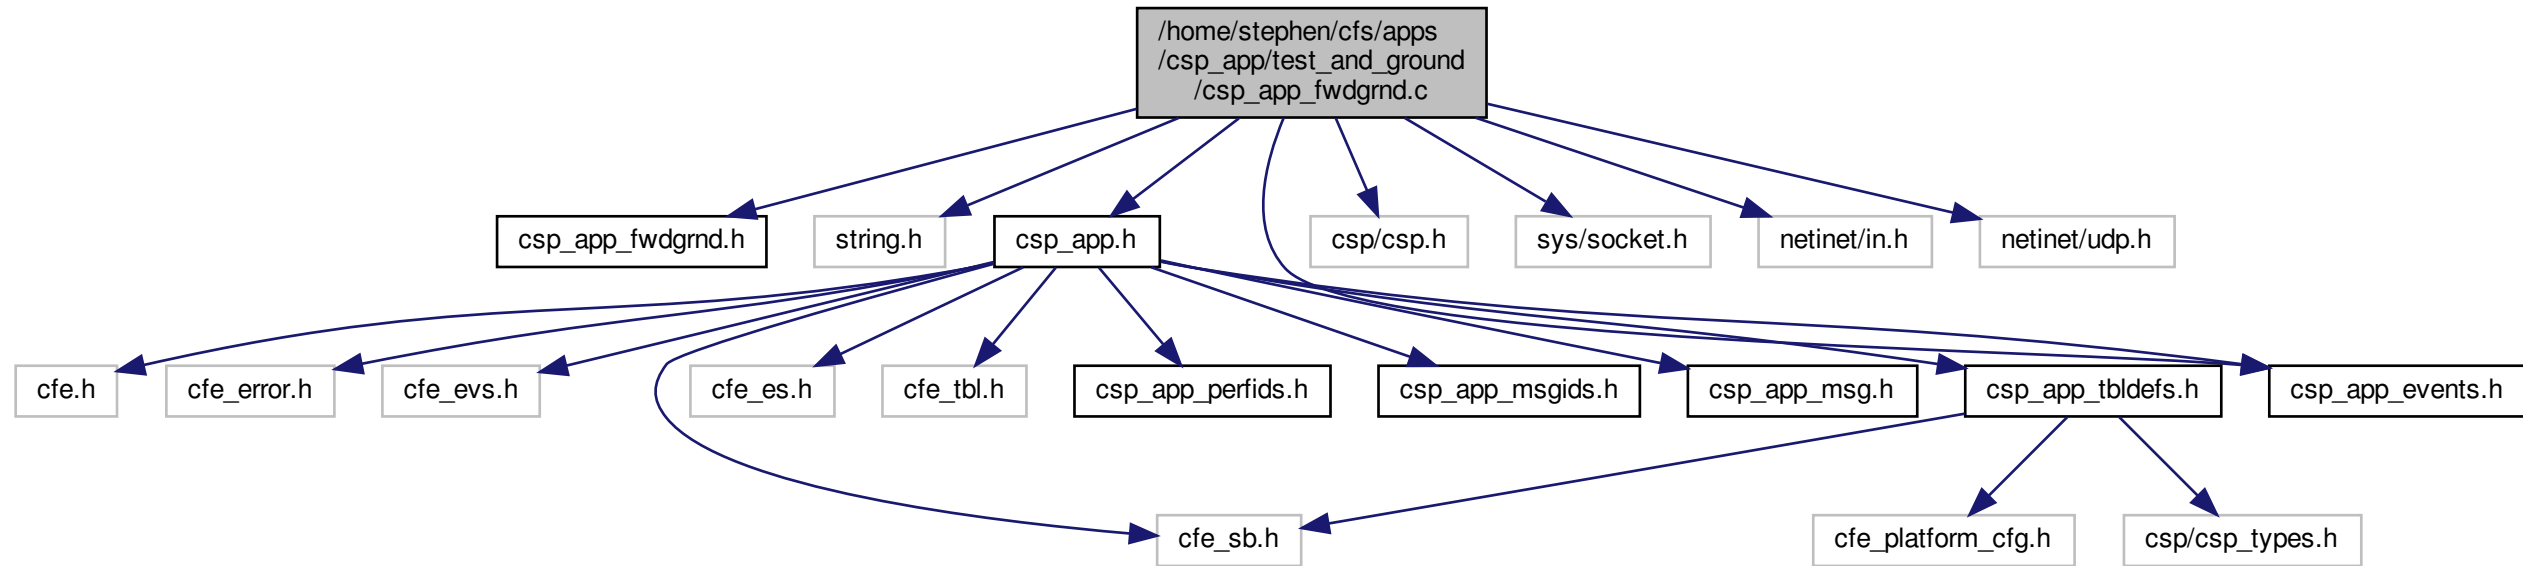 /home/stephen/cfs/apps
/csp_app/test_and_ground
/csp_app_fwdgrnd.c
csp_app_fwdgrnd.h
string.h
csp_app.h
csp/csp.h
sys/socket.h
netinet/in.h
netinet/udp.h
cfe.h
cfe_error.h
cfe_evs.h
cfe_es.h
cfe_tbl.h
csp_app_perfids.h
csp_app_msgids.h
csp_app_msg.h
csp_app_tbldefs.h
csp_app_events.h
cfe_sb.h
cfe_platform_cfg.h
csp/csp_types.h